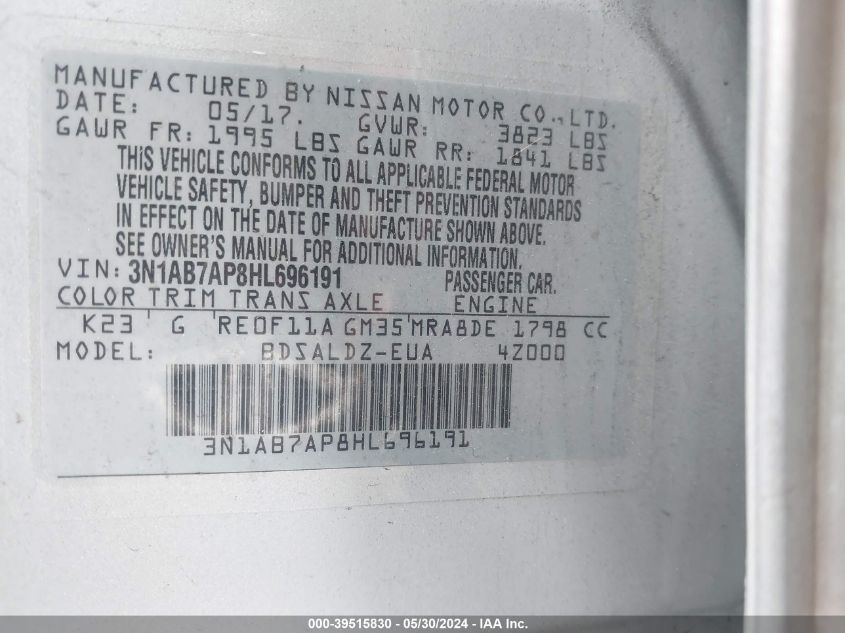 MANUFACTURED BY NISSAN MOTOR CO., LTD.
DATE: 05/17. GVWR: 3823 LBS
GAWR FR: 1995 LBS GAWR RR: 1841 LBS
THIS VEHICLE CONFORMS TO ALL APPLICABLE FEDERAL MOTOR
VEHICLE SAFETY, BUMPER AND THEFT PREVENTION STANDARDS
IN EFFECT ON THE DATE OF MANUFACTURE SHOWN ABOVE.
SEE OWNER'S MANUAL FOR ADDITIONAL INFORMATION.
VIN: 3N1AB7AP8HL696191 PASSENGER CAR.
COLOR TRIM TRANS AXLE ENGINE
K23 ' G 'RE0F11A GM35'MRA8DE 1798 CC
MODEL: BDSALDZ-EUA 4Z000
3N1AB7AP8HL696191
000-39515830 - 05/30/2024 - IAA Inc.